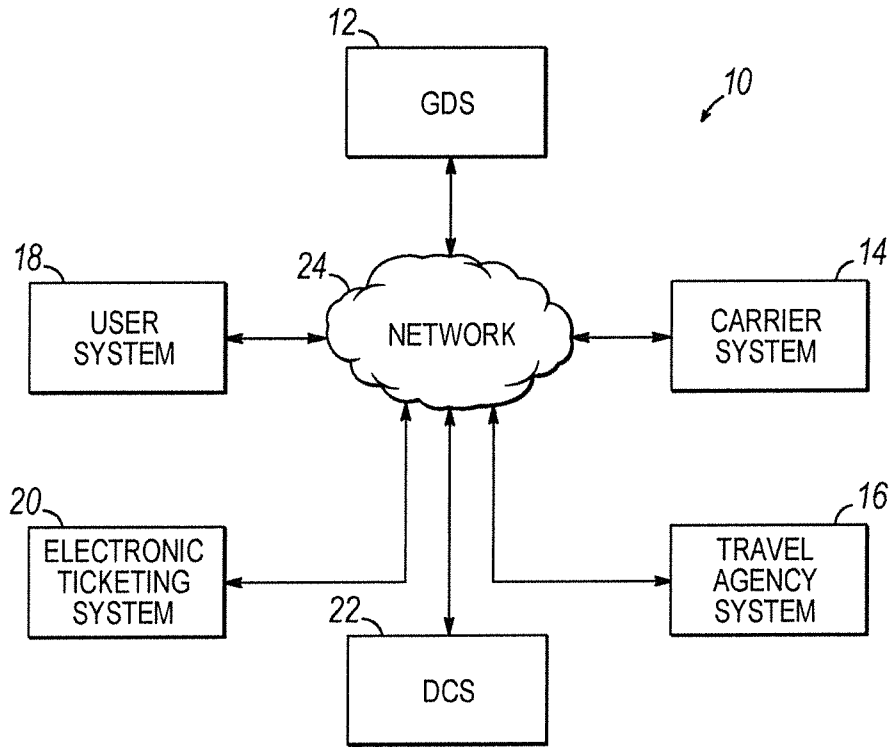 12
GDS
10
18
USER
SYSTEM
24
NETWORK
14
CARRIER
SYSTEM
20
ELECTRONIC
TICKETING
SYSTEM
22
DCS
16
TRAVEL
AGENCY
SYSTEM